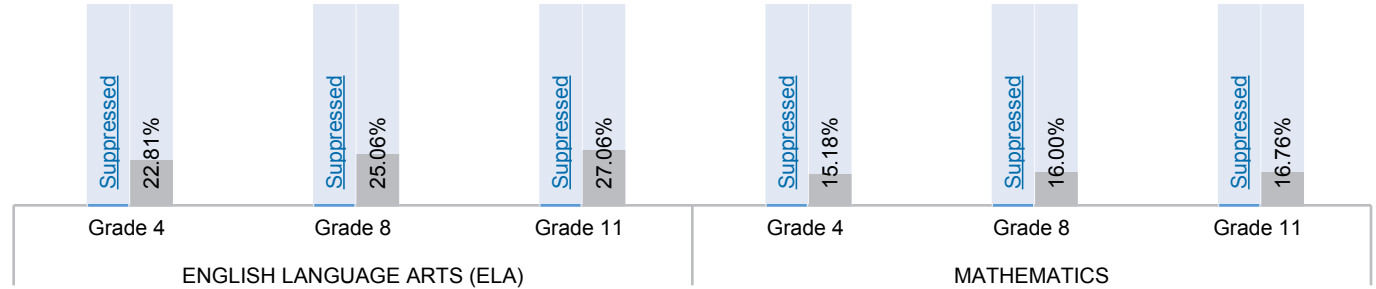 Suppressed
22.81%
Suppressed
25.06%
Suppressed
27.06%
Suppressed
15.18%
Suppressed
16.00%
Suppressed
16.76%
Grade 4
Grade 8
Grade 11
Grade 4
Grade 8
Grade 11
ENGLISH LANGUAGE ARTS (ELA)
MATHEMATICS